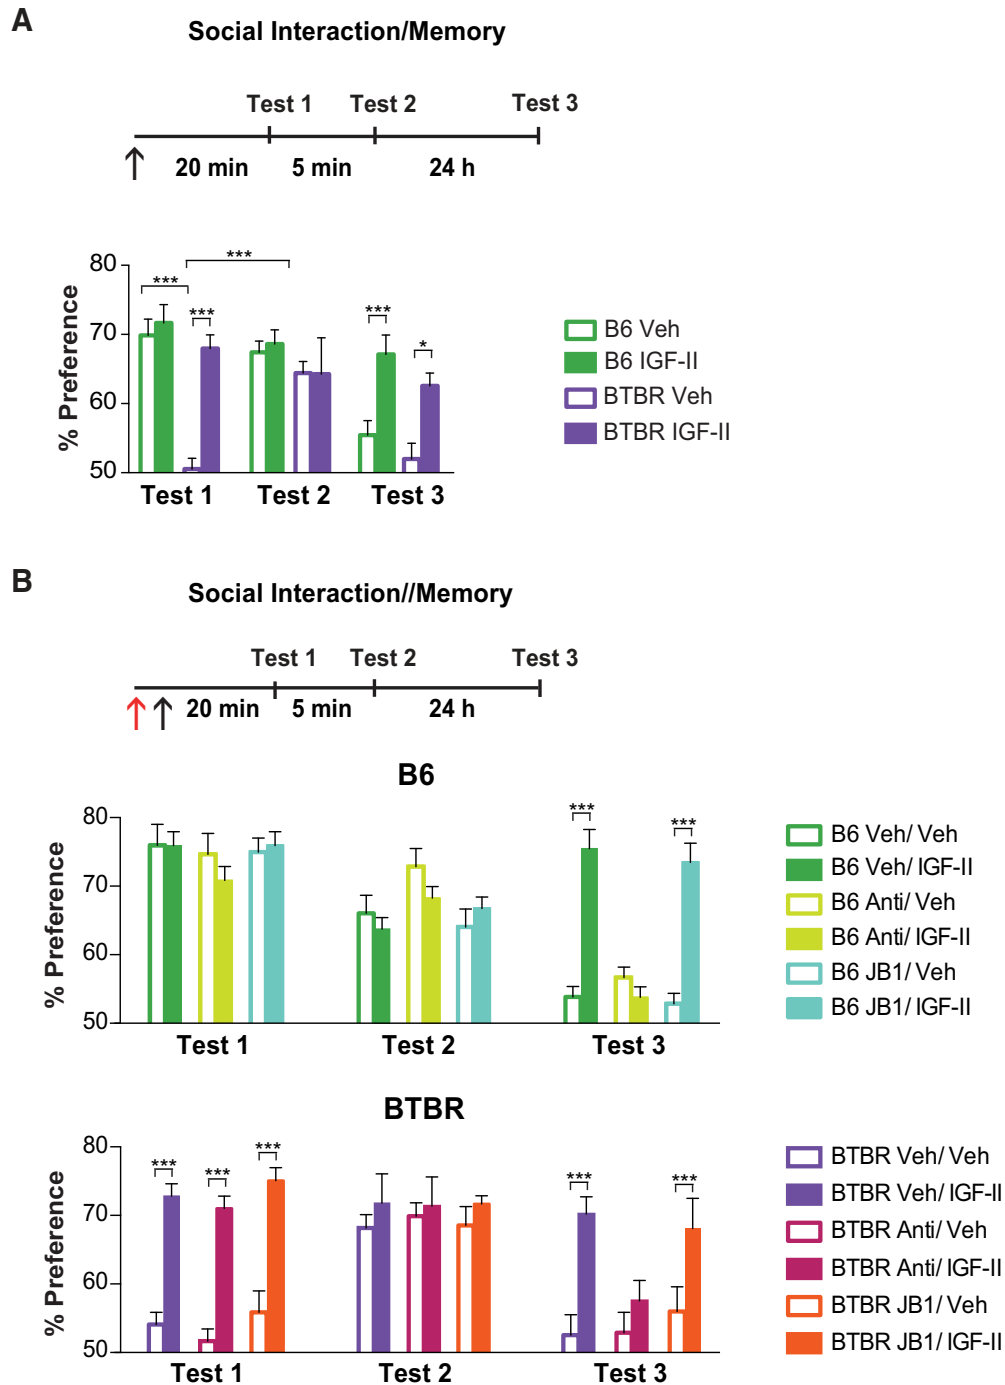 A
Social Interaction/Memory
Test 1 Test 2 Test 3
20 min 5 min 24 h
% Preference
80
70
60
50
***
***
***
***
*
Test 1 Test 2 Test 3
B6 Veh
B6 IGF-II
BTBR Veh
BTBR IGF-II
B
Social Interaction//Memory
Test 1 Test 2 Test 3
20 min 5 min 24 h
B6
% Preference
80
70
60
50
*** ***
Test 1 Test 2 Test 3
B6 Veh/ Veh
B6 Veh/ IGF-II
B6 Anti/ Veh
B6 Anti/ IGF-II
B6 JB1/ Veh
B6 JB1/ IGF-II
BTBR
% Preference
80
70
60
50
*** *** *** *** ***
Test 1 Test 2 Test 3
BTBR Veh/ Veh
BTBR Veh/ IGF-II
BTBR Anti/ Veh
BTBR Anti/ IGF-II
BTBR JB1/ Veh
BTBR JB1/ IGF-II